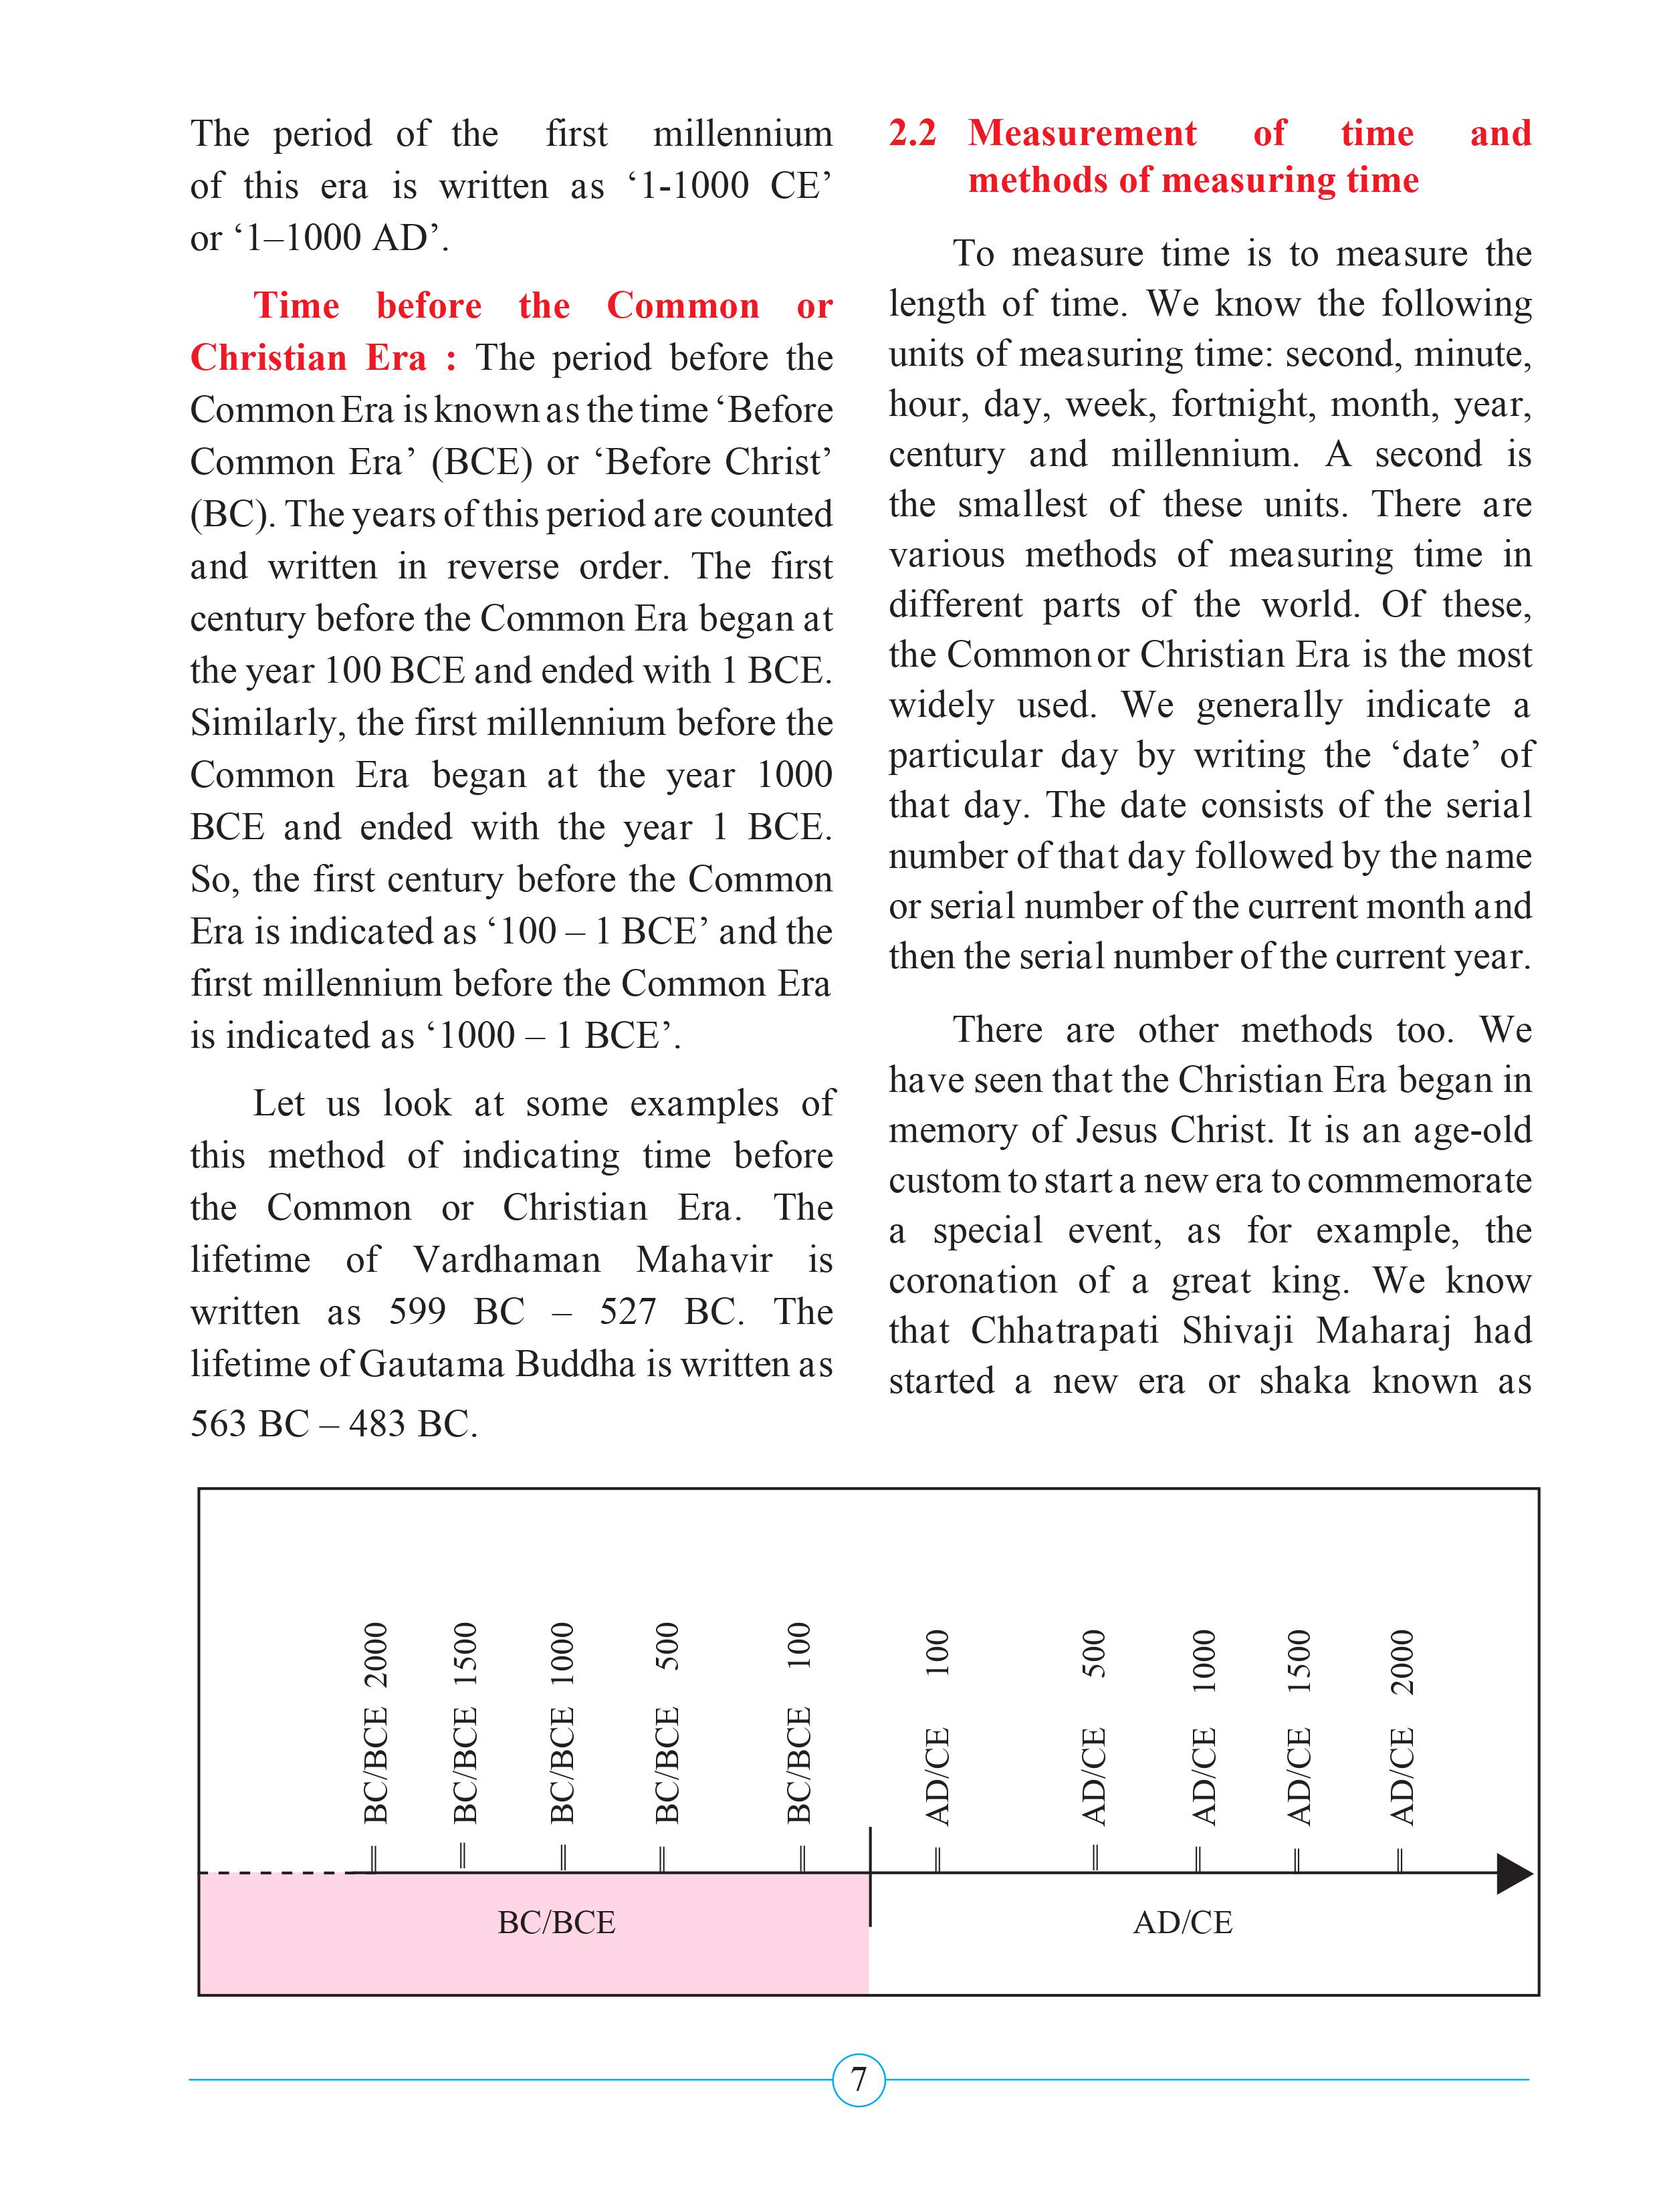 The period of the first millennium
of this era is written as ‘1-1000 CE’
or ‘1–1000 AD’.
Time before the Common or
Christian Era : The period before the
Common Era is known as the time ‘Before
Common Era’ (BCE) or ‘Before Christ’
(BC). The years of this period are counted
and written in reverse order. The first
century before the Common Era began at
the year 100 BCE and ended with 1 BCE.
Similarly, the first millennium before the
Common Era began at the year 1000
BCE and ended with the year 1 BCE.
So, the first century before the Common
Era is indicated as ‘100 – 1 BCE’ and the
first millennium before the Common Era
is indicated as ‘1000 – 1 BCE’.
Let us look at some examples of
this method of indicating time before
the Common or Christian Era. The
lifetime of Vardhaman Mahavir is
written as 599 BC – 527 BC. The
lifetime of Gautama Buddha is written as
563 BC – 483 BC.
2.2 Measurement of time and
methods of measuring time
To measure time is to measure the
length of time. We know the following
units of measuring time: second, minute,
hour, day, week, fortnight, month, year,
century and millennium. A second is
the smallest of these units. There are
various methods of measuring time in
different parts of the world. Of these,
the Common or Christian Era is the most
widely used. We generally indicate a
particular day by writing the ‘date’ of
that day. The date consists of the serial
number of that day followed by the name
or serial number of the current month and
then the serial number of the current year.
There are other methods too. We
have seen that the Christian Era began in
memory of Jesus Christ. It is an age-old
custom to start a new era to commemorate
a special event, as for example, the
coronation of a great king. We know
that Chhatrapati Shivaji Maharaj had
started a new era or shaka known as
BC/BCE 2000
BC/BCE 1500
BC/BCE 1000
BC/BCE 500
BC/BCE 100
AD/CE 100
AD/CE 500
AD/CE 1000
AD/CE 1500
AD/CE 2000
BC/BCE
AD/CE
7